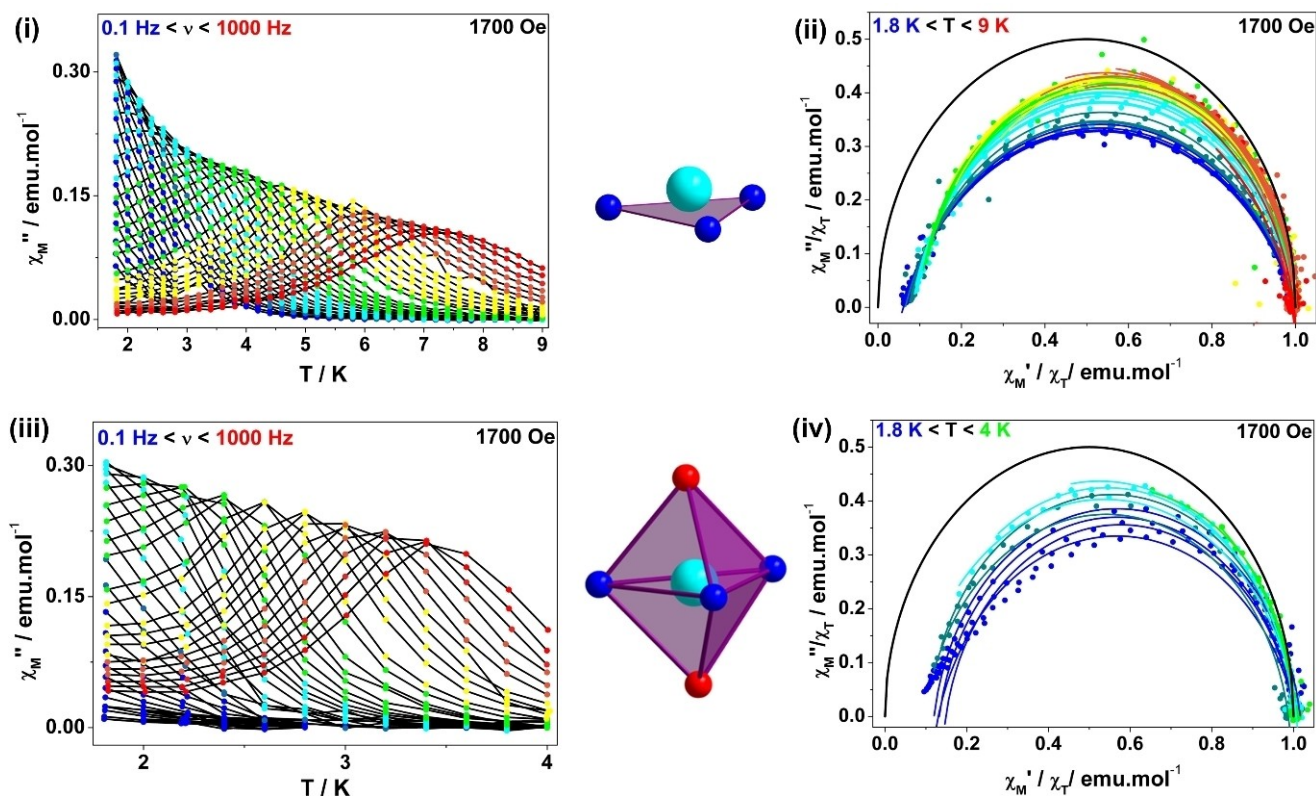 (i)
0.1 Hz < ν < 1000 Hz 1700 Oe
χM'' / emu.mol⁻¹
0.30
0.15
0.00
2 3 4 5 6 7 8 9
T / K
(ii)
1.8 K < T < 9 K 1700 Oe
χM''/χT / emu.mol⁻¹
0.5
0.4
0.3
0.2
0.1
0.0
0.0 0.2 0.4 0.6 0.8 1.0
χM' / χT/ emu.mol⁻¹
(iii)
0.1 Hz < ν < 1000 Hz 1700 Oe
χM'' / emu.mol⁻¹
0.30
0.15
0.00
2 3 4
T / K
(iv)
1.8 K < T < 4 K 1700 Oe
χM''/χT / emu.mol⁻¹
0.5
0.4
0.3
0.2
0.1
0.0
0.0 0.2 0.4 0.6 0.8 1.0
χM' / χT/ emu.mol⁻¹